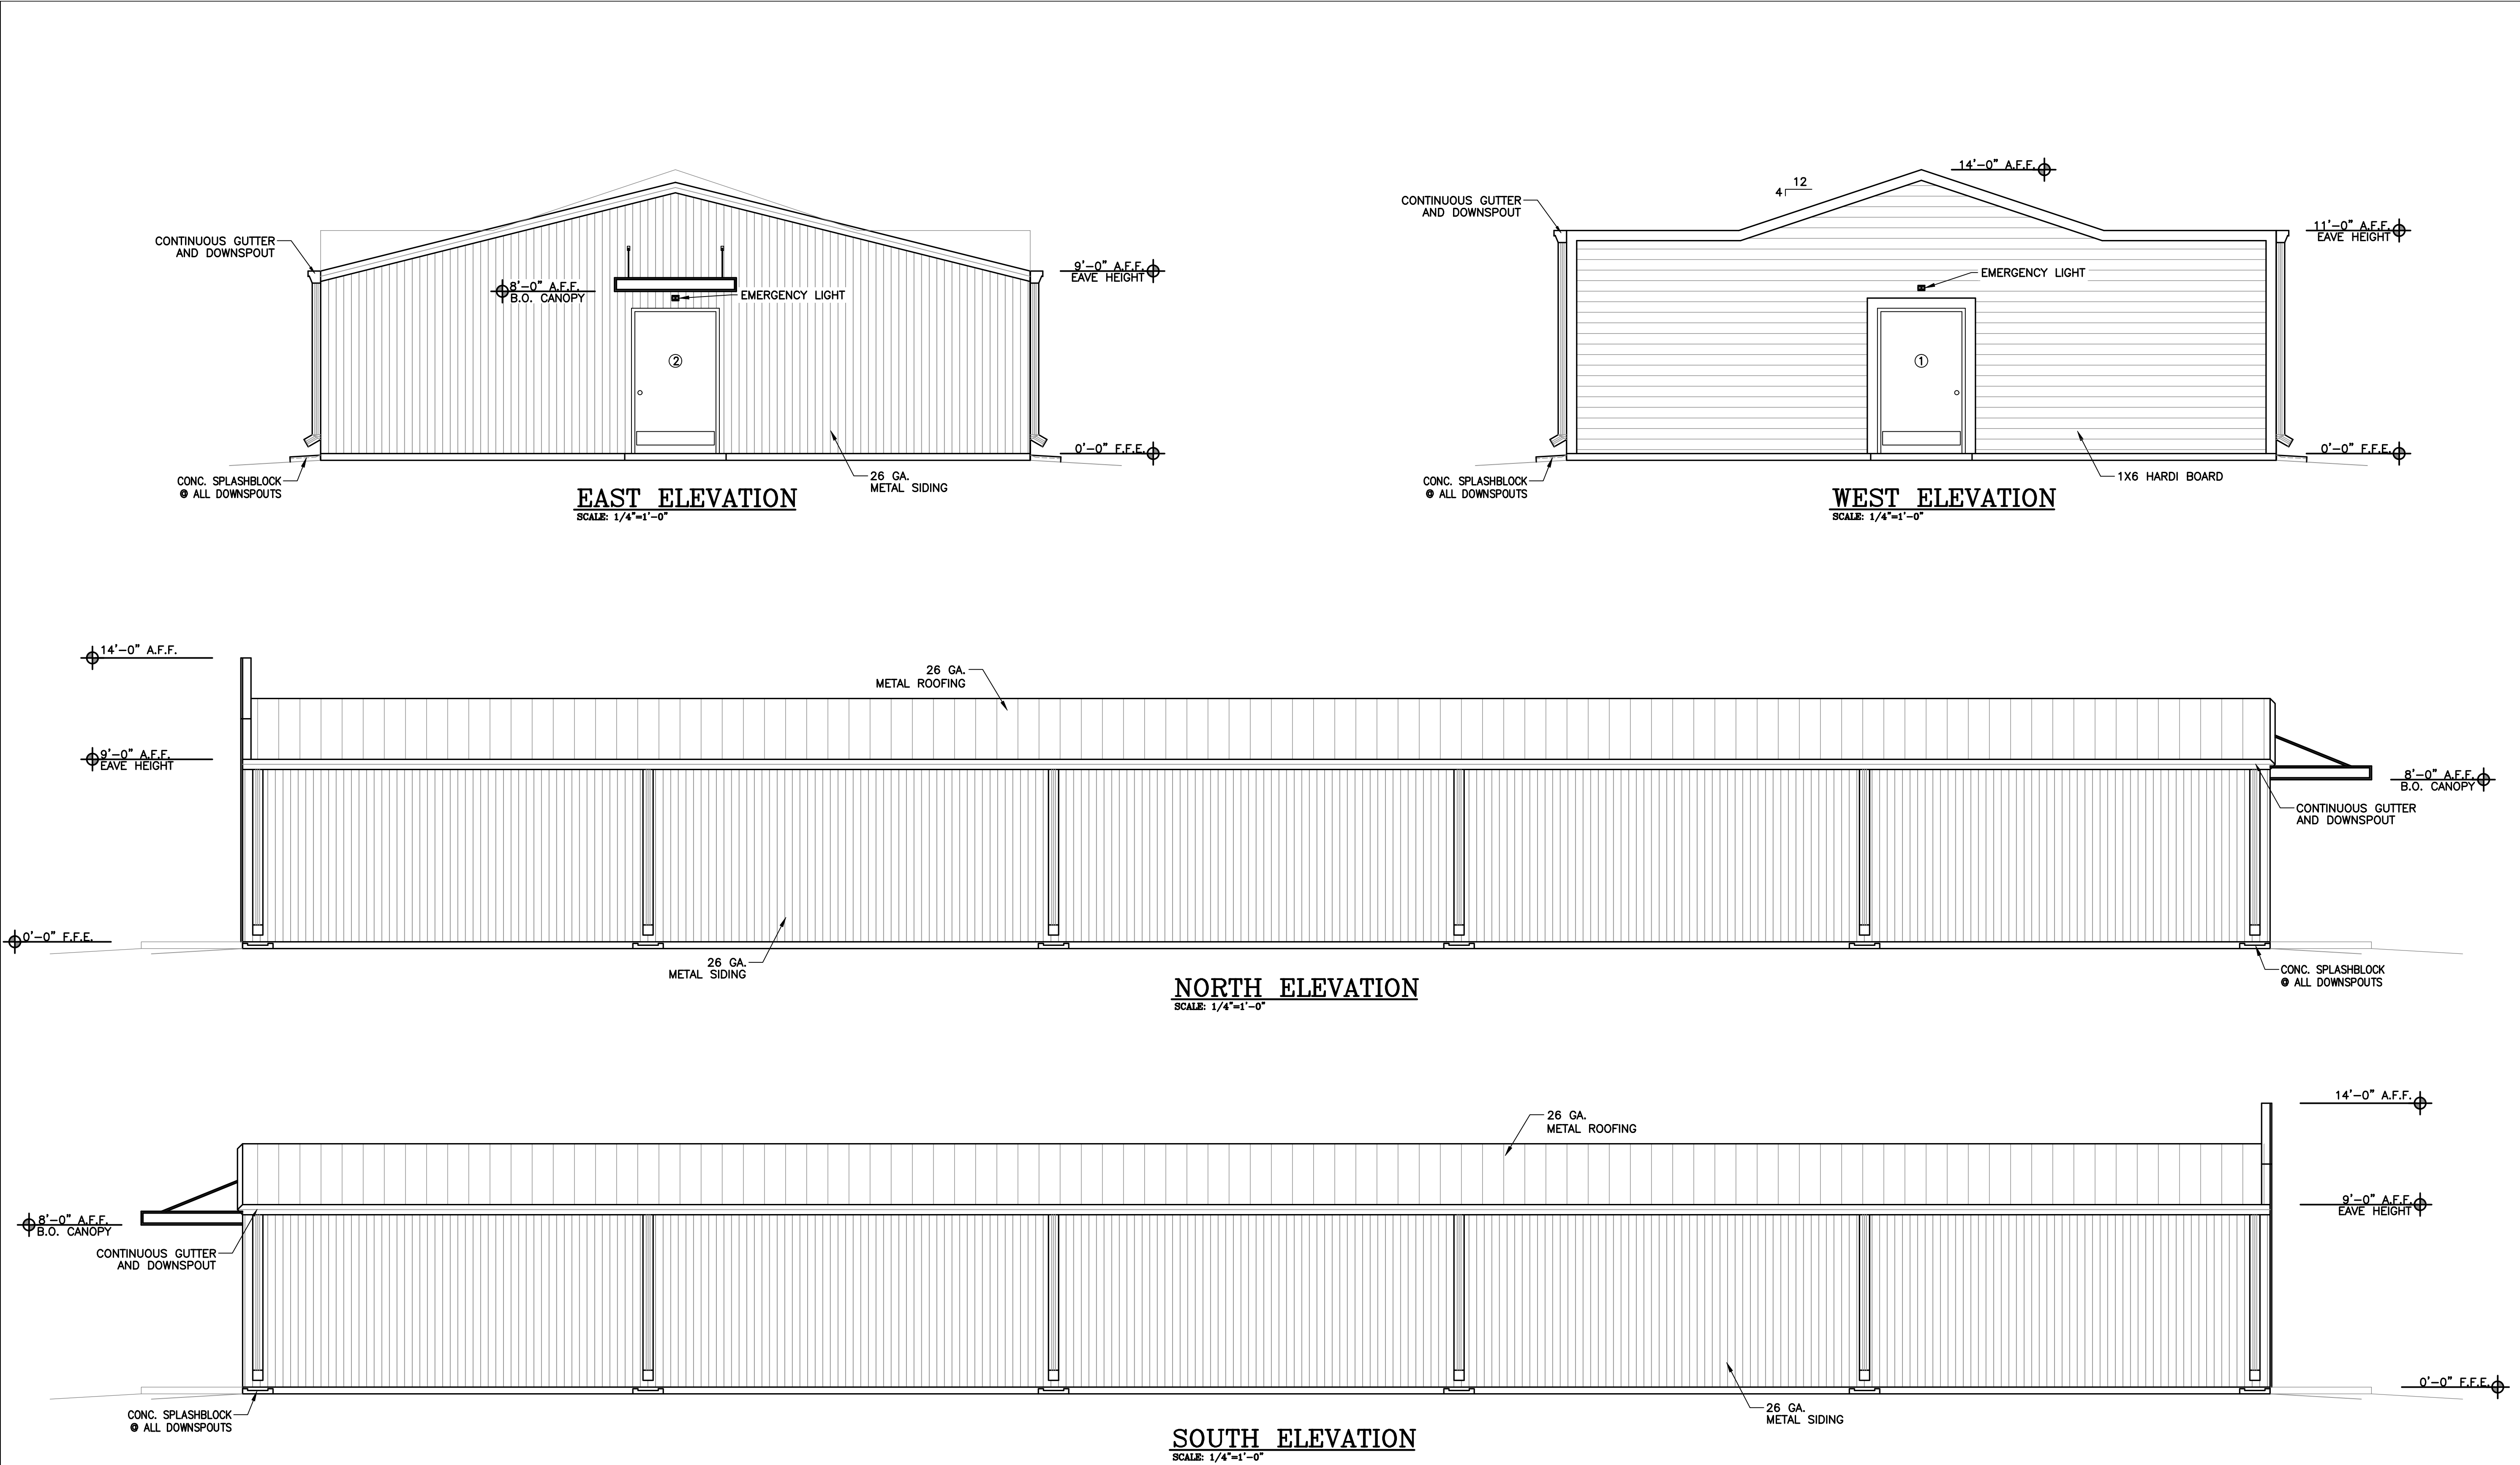 CONTINUOUS GUTTER
AND DOWNSPOUT
8'-0" A.F.F.
B.O. CANOPY
EMERGENCY LIGHT
9'-0" A.F.F.
EAVE HEIGHT
2
0'-0" F.F.E.
CONC. SPLASHBLOCK
@ ALL DOWNSPOUTS
26 GA.
METAL SIDING
EAST ELEVATION
SCALE: 1/4"=1'-0"
14'-0" A.F.F.
12
4
CONTINUOUS GUTTER
AND DOWNSPOUT
11'-0" A.F.F.
EAVE HEIGHT
EMERGENCY LIGHT
1
0'-0" F.F.E.
CONC. SPLASHBLOCK
@ ALL DOWNSPOUTS
1X6 HARDI BOARD
WEST ELEVATION
SCALE: 1/4"=1'-0"
14'-0" A.F.F.
26 GA.
METAL ROOFING
9'-0" A.F.F.
EAVE HEIGHT
8'-0" A.F.F.
B.O. CANOPY
CONTINUOUS GUTTER
AND DOWNSPOUT
0'-0" F.F.E.
26 GA.
METAL SIDING
CONC. SPLASHBLOCK
@ ALL DOWNSPOUTS
NORTH ELEVATION
SCALE: 1/4"=1'-0"
14'-0" A.F.F.
26 GA.
METAL ROOFING
9'-0" A.F.F.
EAVE HEIGHT
8'-0" A.F.F.
B.O. CANOPY
CONTINUOUS GUTTER
AND DOWNSPOUT
0'-0" F.F.E.
CONC. SPLASHBLOCK
@ ALL DOWNSPOUTS
26 GA.
METAL SIDING
SOUTH ELEVATION
SCALE: 1/4"=1'-0"